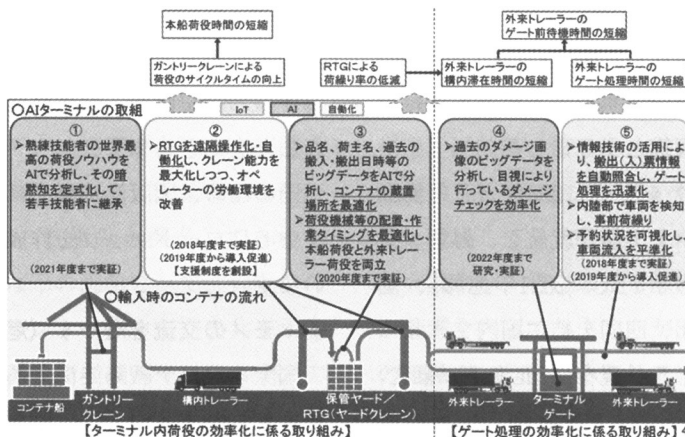 本船荷役時間の短縮
外来トレーラーの
ゲート前待機時間の短縮
ガントリークレーンによる
荷役のサイクルタイムの向上
RTGによる
荷繰り率の低減
外来トレーラーの
構内滞在時間の短縮
外来トレーラーの
ゲート処理時間の短縮
○AIターミナルの取組
IoT
AI
自動化
①
➢熟練技能者の世界最
高の荷役ノウハウを
AIで分析し、その暗
黙知を定式化して、
若手技能者に継承
(2021年度まで実証)
②
➢RTGを遠隔操作化・自
働化し、クレーン能力を
最大化しつつ、オペ
レーターの労働環境を
改善
(2018年度まで実証)
(2019年度から導入促進)
【支援制度を創設】
③
➢品名、荷主名、過去の
搬入・搬出日時等の
ビッグデータをAIで分
析し、コンテナの蔵置
場所を最適化
➢荷役機械等の配置・作
業タイミングを最適化し、
本船荷役と外来トレー
ラー荷役を両立
(2020年度まで実証)
④
➢過去のダメージ画
像のビッグデータを
分析し、目視により
行っているダメージ
チェックを効率化
(2022年度まで
研究・実証)
⑤
➢情報技術の活用によ
り、搬出(入)票情報
を自動照合し、ゲート
処理を迅速化
➢内陸部で車両を検知
し、事前荷繰り
➢予約状況を可視化し、
車両流入を平準化
(2018年度まで実証)
(2019年度から導入促進)
○輸入時のコンテナの流れ
コンテナ船
ガントリー
クレーン
構内トレーラー
保管ヤード/
RTG(ヤードクレーン)
外来トレーラー
ターミナル
ゲート
外来トレーラー
【ターミナル内荷役の効率化に係る取り組み】
【ゲート処理の効率化に係る取り組み】